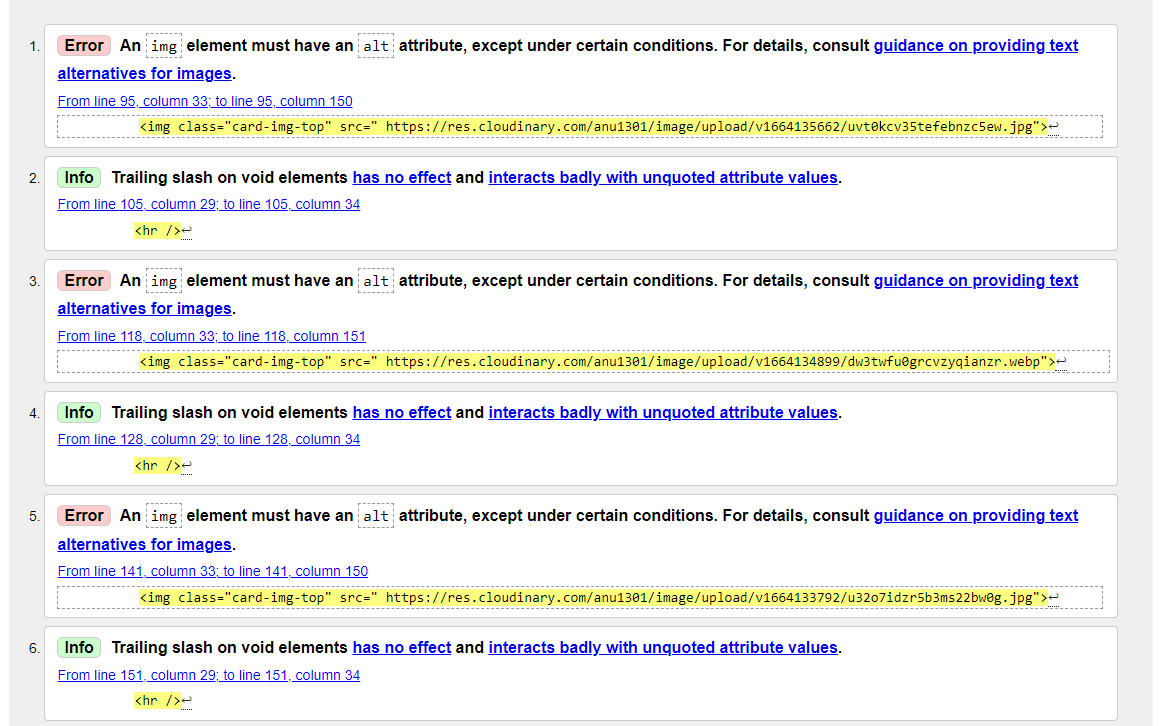 1. Error An img element must have an alt attribute, except under certain conditions. For details, consult guidance on providing text
alternatives for images.
From line 95, column 33; to line 95, column 150
<img class="card-img-top" src=" https://res.cloudinary.com/anu1301/image/upload/v1664135662/uvt0kcv35tefebnzc5ew.jpg">↩
2. Info Trailing slash on void elements has no effect and interacts badly with unquoted attribute values.
From line 105, column 29; to line 105, column 34
<hr />↩
3. Error An img element must have an alt attribute, except under certain conditions. For details, consult guidance on providing text
alternatives for images.
From line 118, column 33; to line 118, column 151
<img class="card-img-top" src=" https://res.cloudinary.com/anu1301/image/upload/v1664134899/dw3twfu0grcvzyqianzr.webp">↩
4. Info Trailing slash on void elements has no effect and interacts badly with unquoted attribute values.
From line 128, column 29; to line 128, column 34
<hr />↩
5. Error An img element must have an alt attribute, except under certain conditions. For details, consult guidance on providing text
alternatives for images.
From line 141, column 33; to line 141, column 150
<img class="card-img-top" src=" https://res.cloudinary.com/anu1301/image/upload/v1664133792/u32o7idzr5b3ms22bw0g.jpg">↩
6. Info Trailing slash on void elements has no effect and interacts badly with unquoted attribute values.
From line 151, column 29; to line 151, column 34
<hr />↩